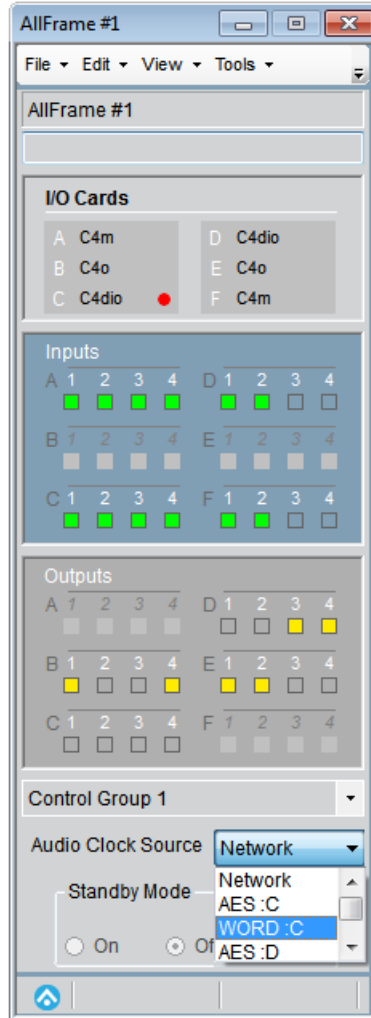 AllFrame #1
File Edit View Tools
AllFrame #1
I/O Cards
A C4m D C4dio
B C4o E C4o
C C4dio F C4m
Inputs
A 1 2 3 4 D 1 2 3 4
B 1 2 3 4 E 1 2 3 4
C 1 2 3 4 F 1 2 3 4
Outputs
A 1 2 3 4 D 1 2 3 4
B 1 2 3 4 E 1 2 3 4
C 1 2 3 4 F 1 2 3 4
Control Group 1
Audio Clock Source Network
Network
AES :C
WORD :C
AES :D
Standby Mode
On Of